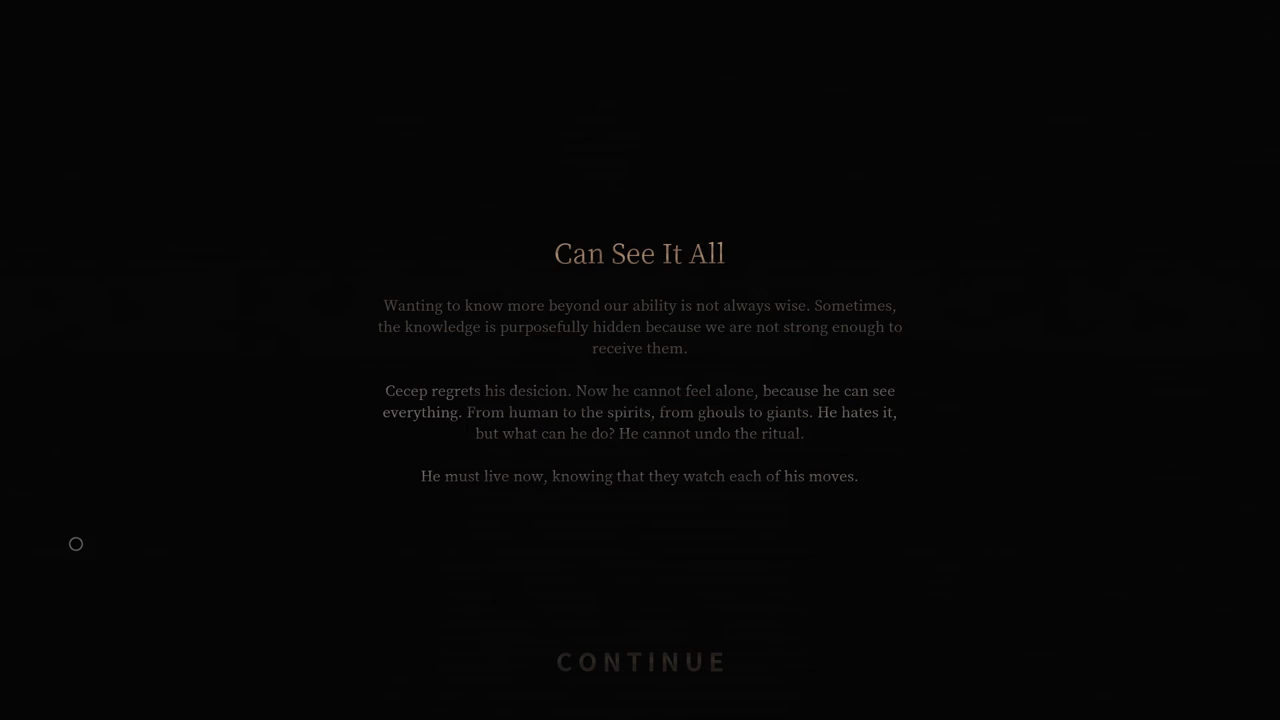 Can See It All
Wanting to know more beyond our ability is not always wise. Sometimes,
the knowledge is purposefully hidden because we are not strong enough to
receive them.
Cecep regrets his desicion. Now he cannot feel alone, because he can see
everything. From human to the spirits, from ghouls to giants. He hates it,
but what can he do? He cannot undo the ritual.
He must live now, knowing that they watch each of his moves.
CONTINUE